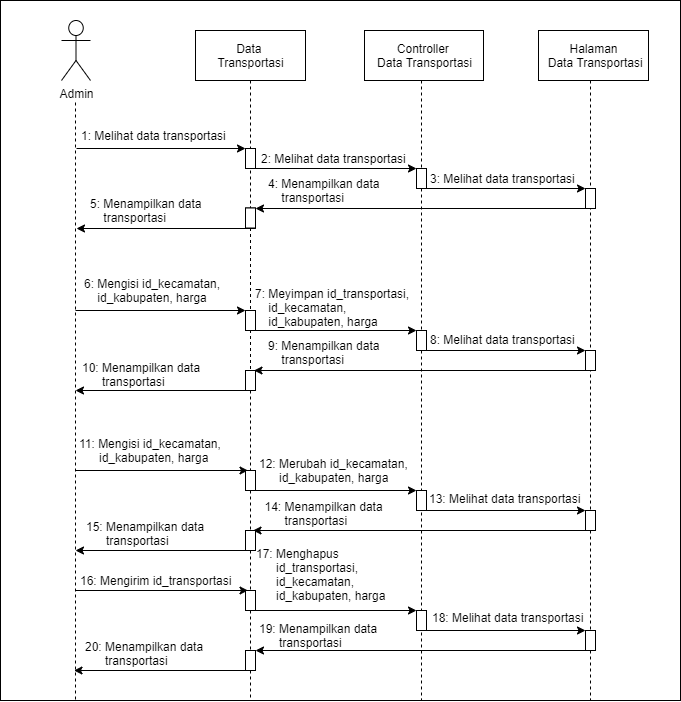 Admin
Data
Transportasi
Controller
Data Transportasi
Halaman
Data Transportasi
1: Melihat data transportasi
2: Melihat data transportasi
3: Melihat data transportasi
4: Menampilkan data
transportasi
5: Menampilkan data
transportasi
6: Mengisi id_kecamatan,
id_kabupaten, harga
7: Meyimpan id_transportasi,
id_kecamatan,
id_kabupaten, harga
8: Melihat data transportasi
9: Menampilkan data
transportasi
10: Menampilkan data
transportasi
11: Mengisi id_kecamatan,
id_kabupaten, harga
12: Merubah id_kecamatan,
id_kabupaten, harga
13: Melihat data transportasi
14: Menampilkan data
transportasi
15: Menampilkan data
transportasi
16: Mengirim id_transportasi
17: Menghapus
id_transportasi,
id_kecamatan,
id_kabupaten, harga
18: Melihat data transportasi
19: Menampilkan data
transportasi
20: Menampilkan data
transportasi